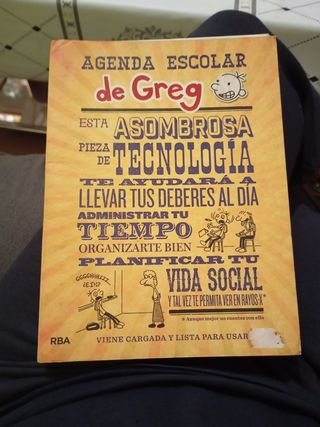 AGENDA ESCOLAR
de Greg
ESTA ASOMBROSA
PIEZA DE TECNOLOGÍA
TE AYUDARÁ A
LLEVAR TUS DEBERES AL DÍA
ADMINISTRAR TU
TIEMPO
ORGANIZARTE BIEN
PLANIFICAR TU
VIDA SOCIAL
Y TAL VEZ TE PERMITA VER EN RAYOS X*
* Aunque mejor no cuentes con ello
RBA
VIENE CARGADA Y LISTA PARA USAR